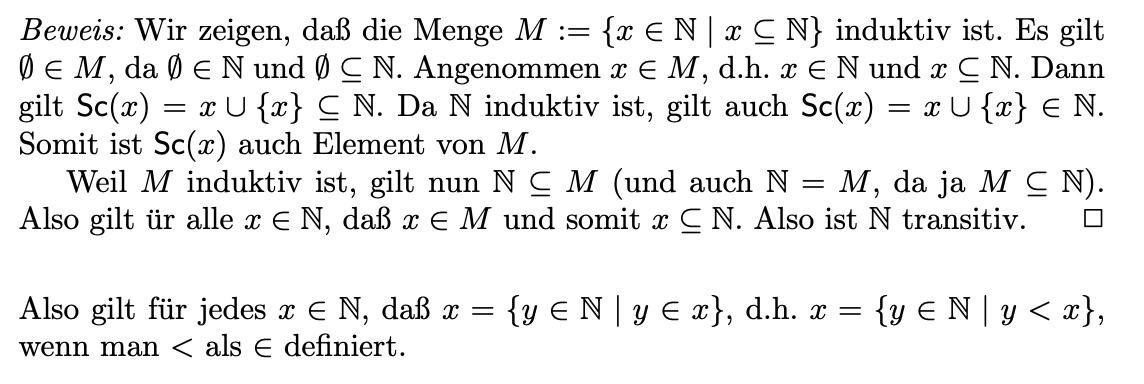 Beweis: Wir zeigen, daß die Menge M := {x ∈ ℕ | x ⊆ ℕ} induktiv ist. Es gilt
∅ ∈ M, da ∅ ∈ ℕ und ∅ ⊆ ℕ. Angenommen x ∈ M, d.h. x ∈ ℕ und x ⊆ ℕ. Dann
gilt Sc(x) = x ∪ {x} ⊆ ℕ. Da ℕ induktiv ist, gilt auch Sc(x) = x ∪ {x} ∈ ℕ.
Somit ist Sc(x) auch Element von M.
Weil M induktiv ist, gilt nun ℕ ⊆ M (und auch ℕ = M, da ja M ⊆ ℕ).
Also gilt ür alle x ∈ ℕ, daß x ∈ M und somit x ⊆ ℕ. Also ist ℕ transitiv. □
Also gilt für jedes x ∈ ℕ, daß x = {y ∈ ℕ | y ∈ x}, d.h. x = {y ∈ ℕ | y < x},
wenn man < als ∈ definiert.